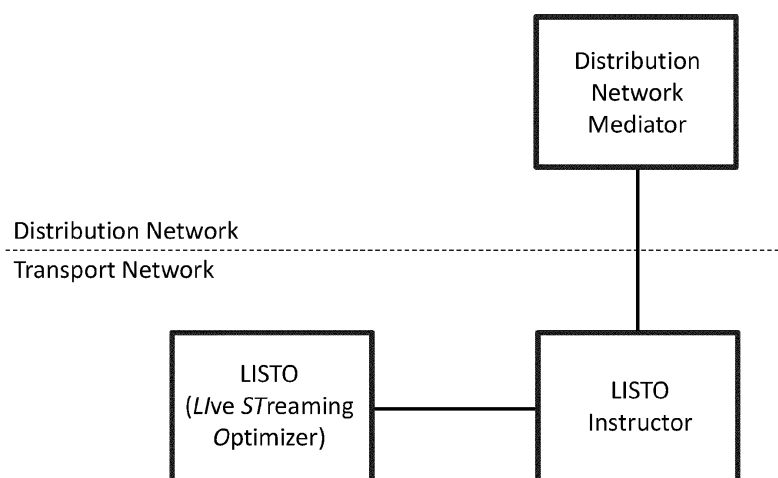 Distribution
Network
Mediator
Distribution Network
Transport Network
LISTO
(LIve STreaming
Optimizer)
LISTO
Instructor